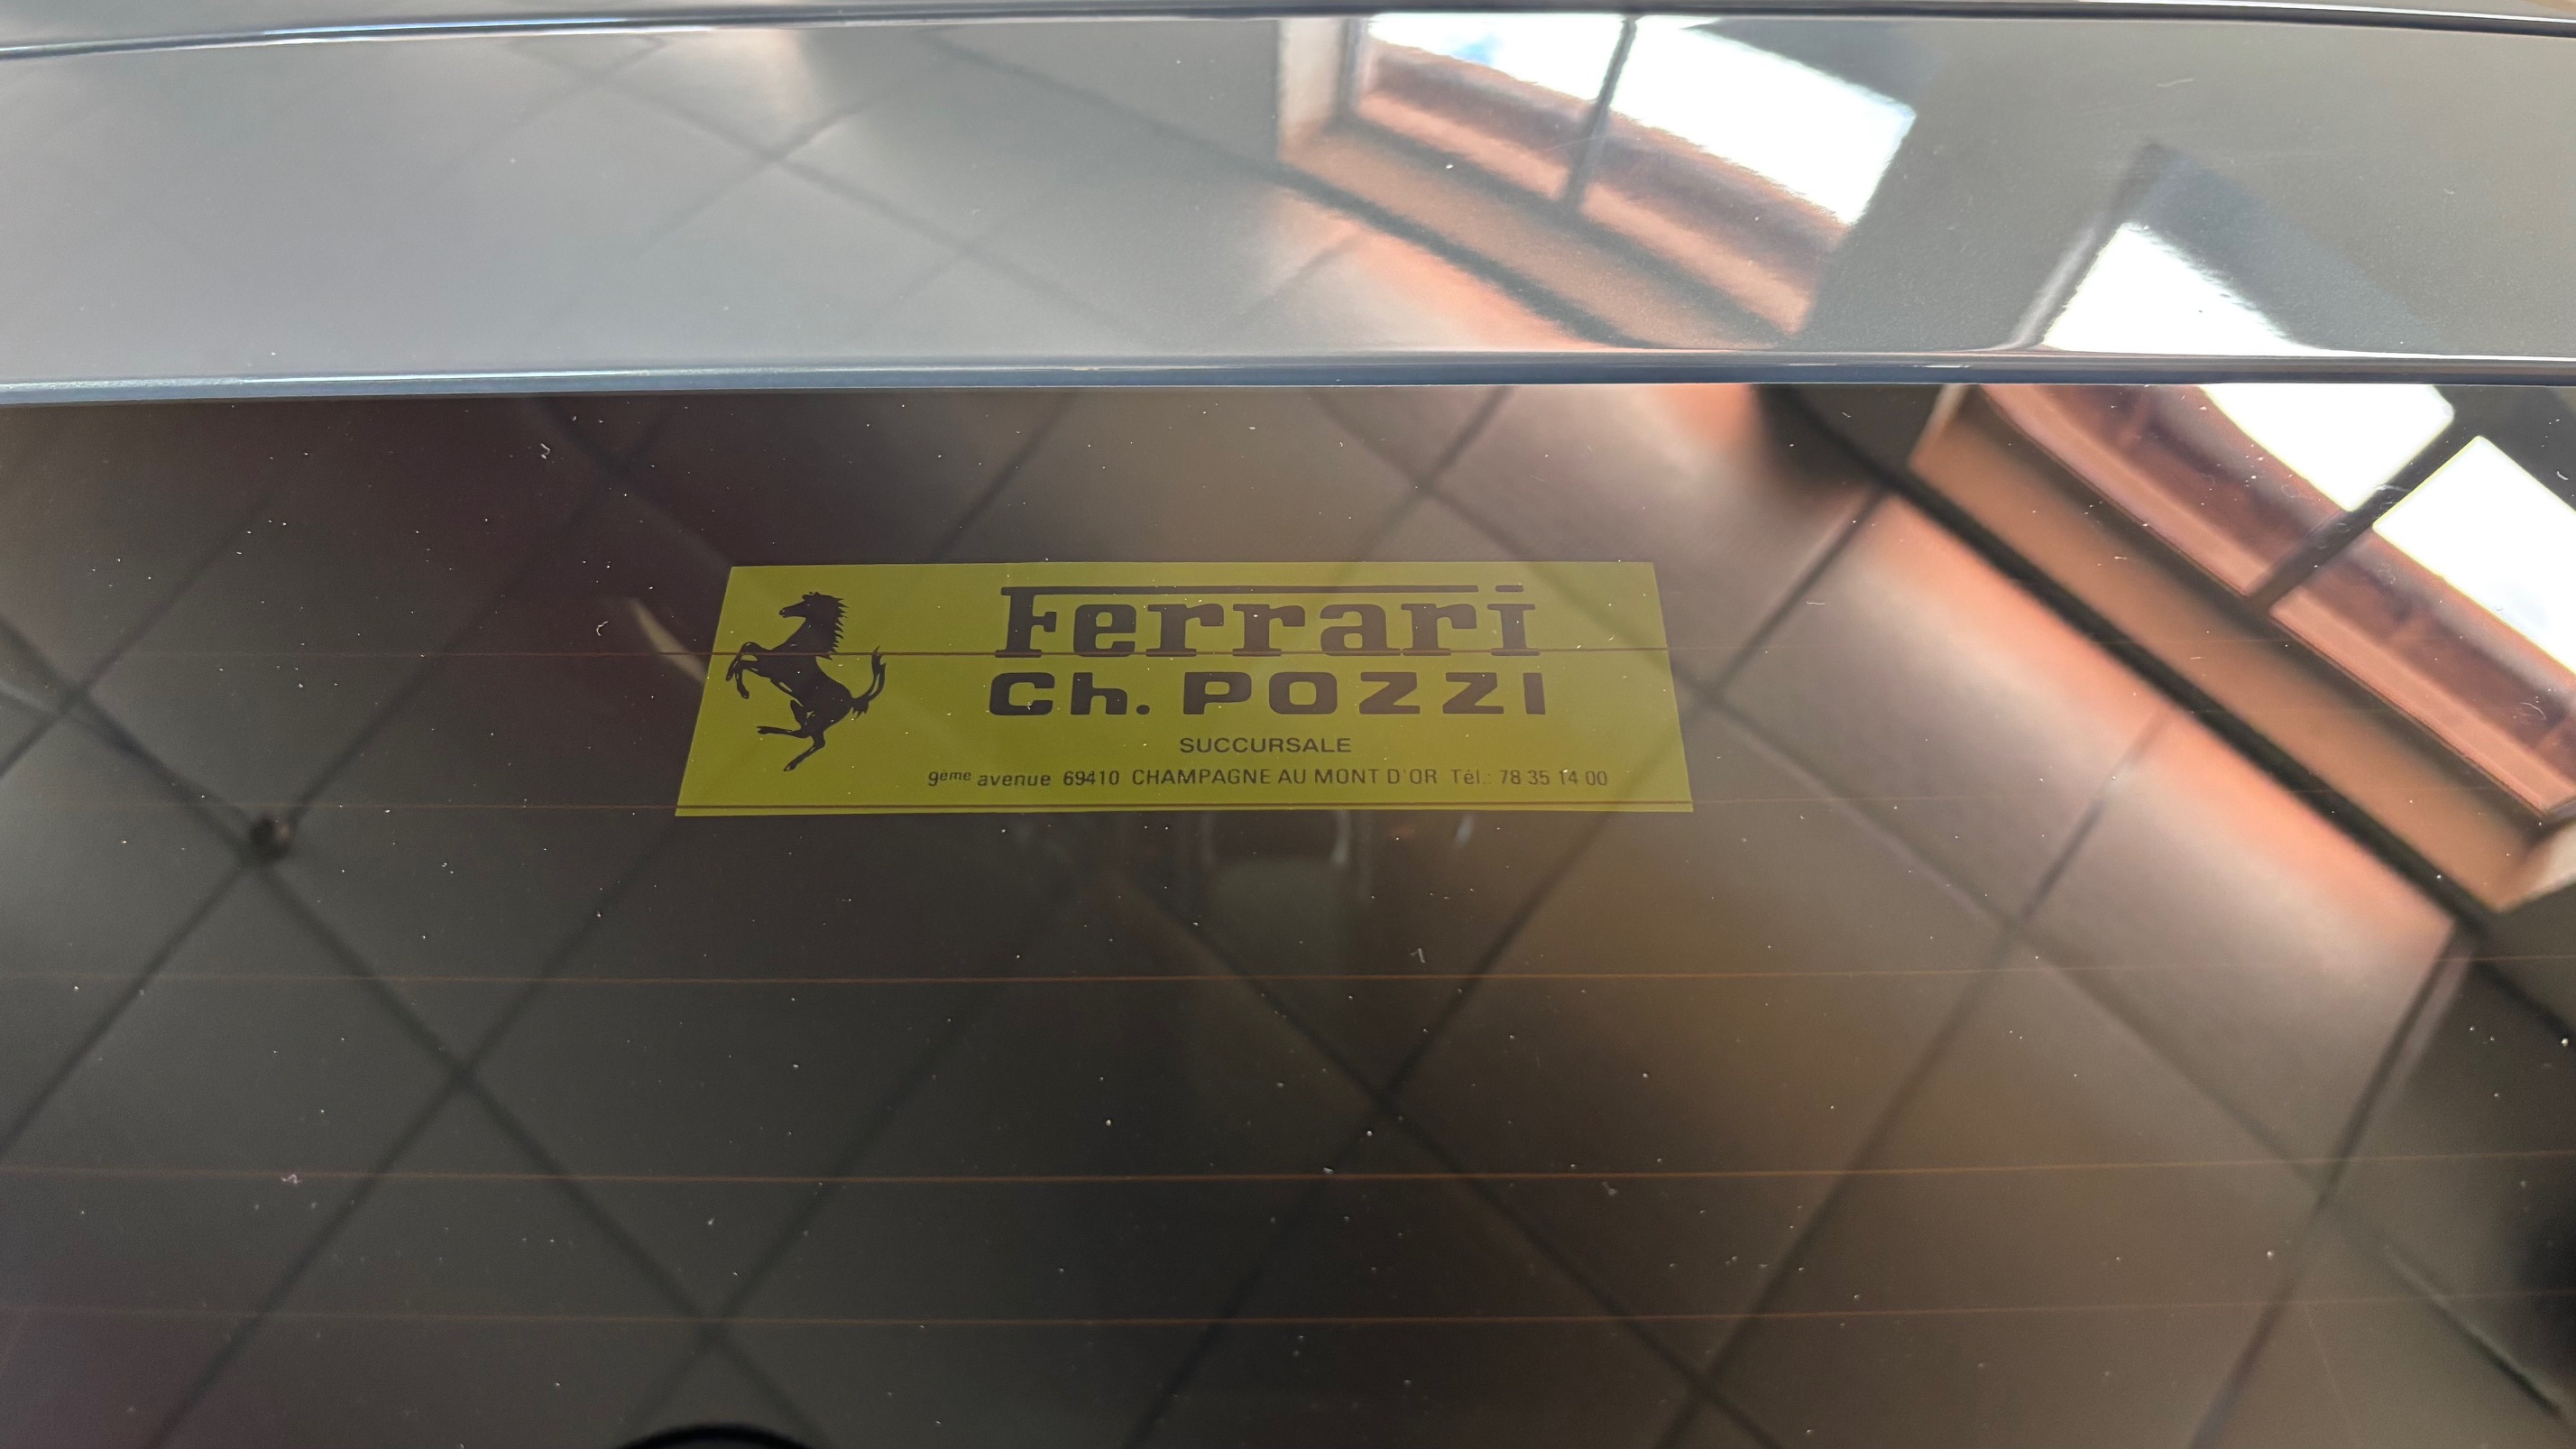 Ferrari
Ch. POZZI
SUCCURSALE
9ème avenue 69410 CHAMPAGNE AU MONT D'OR Tél.: 78 35 14 00